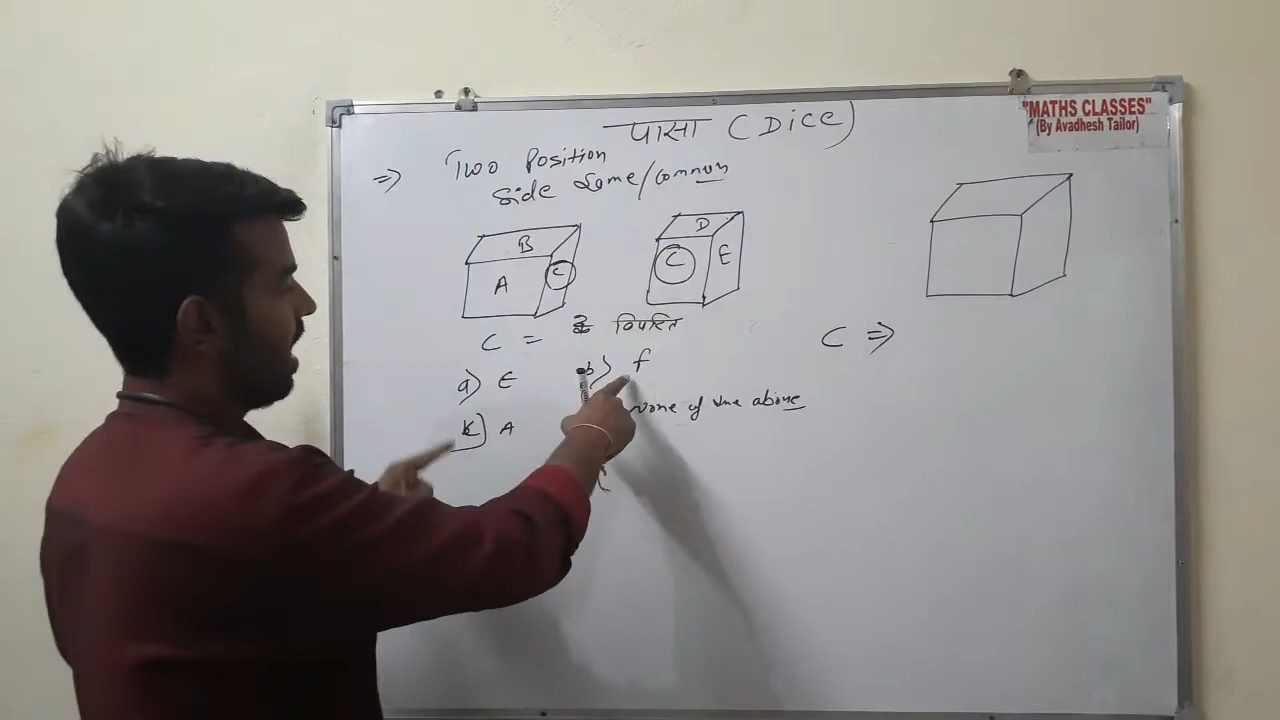 "MATHS CLASSES"
(By Avadhesh Tailor)
पासा (Dice)
=> Two Position
side same/common
B
A
C
D
C
E
C = विपरित
C =>
a) E b) f
A None of the above